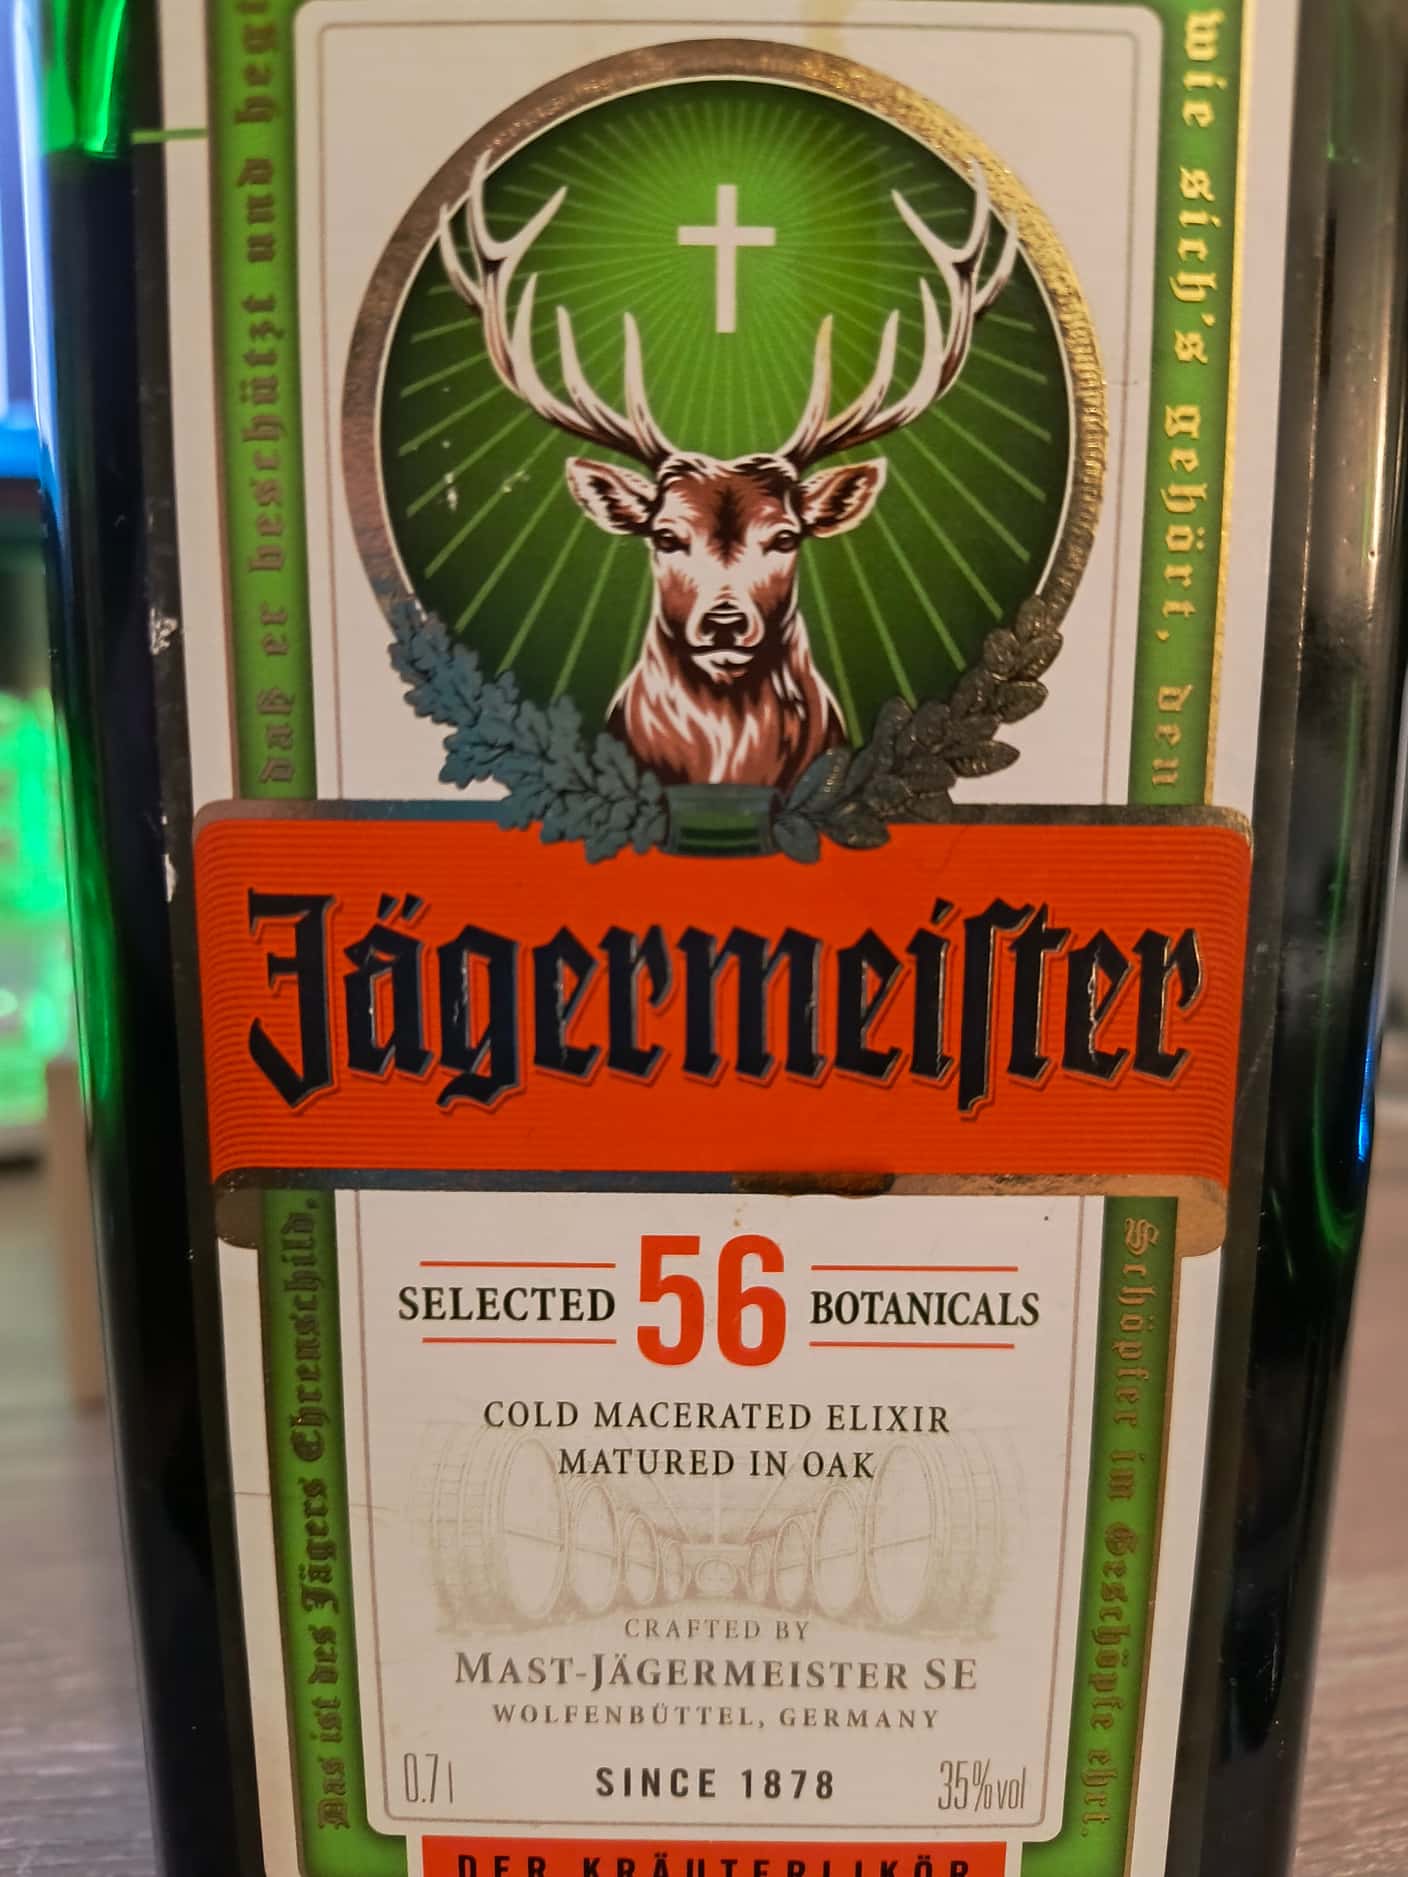 Das ist des Jägers Ehrenschild,
daß er beschützt und
wie sich's gehört, den
Schöpfer im Geschöpfe ehrt.
Jägermeiſter
SELECTED 56 BOTANICALS
COLD MACERATED ELIXIR
MATURED IN OAK
CRAFTED BY
MAST-JÄGERMEISTER SE
WOLFENBÜTTEL, GERMANY
0.7 l SINCE 1878 35%vol
DER KRÄUTERLIKÖR